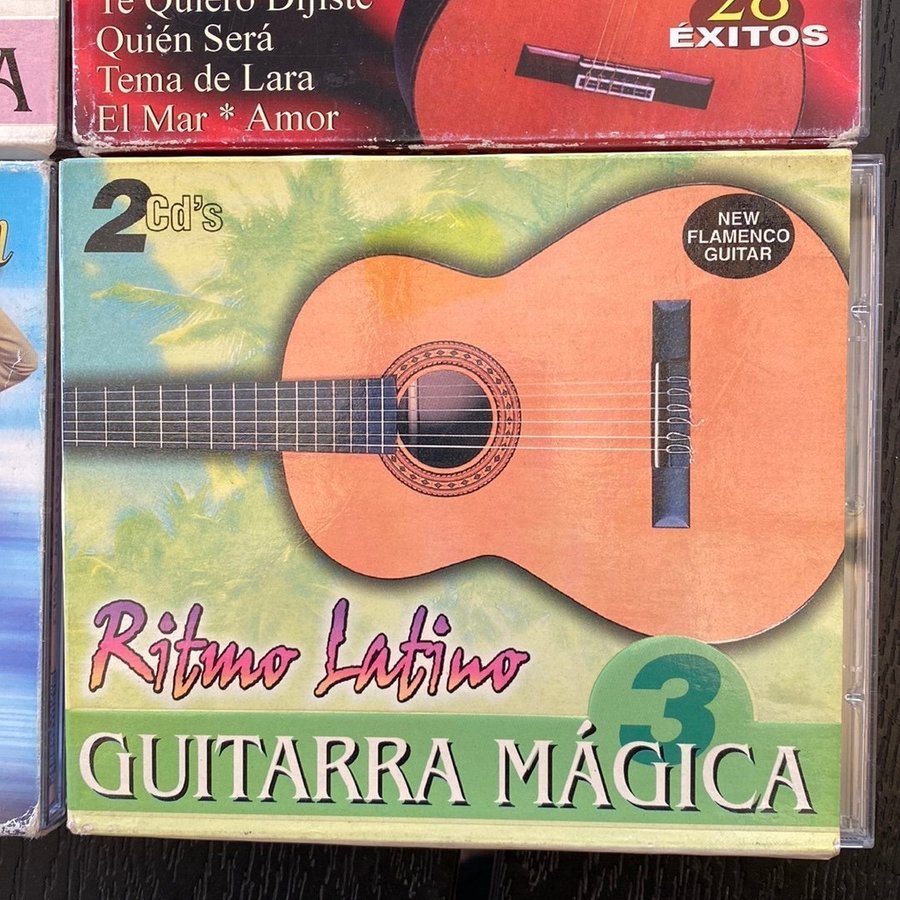 Te Quiero Dijiste
Quién Será
Tema de Lara
El Mar * Amor
28
ÉXITOS
A
2 Cd's
NEW
FLAMENCO
GUITAR
Ritmo Latino
3
GUITARRA MÁGICA